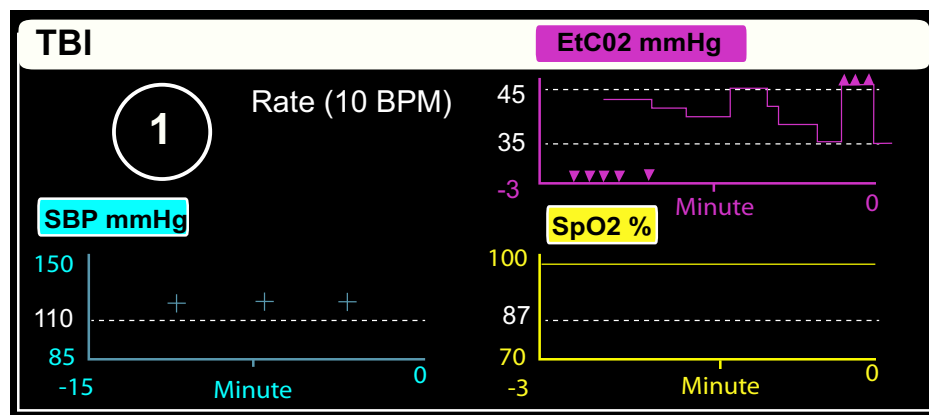 TBI
EtC02 mmHg
1
Rate (10 BPM)
45
35
-3
Minute
0
SBP mmHg
150
110
85
-15
Minute
0
SpO2 %
100
87
70
-3
Minute
0